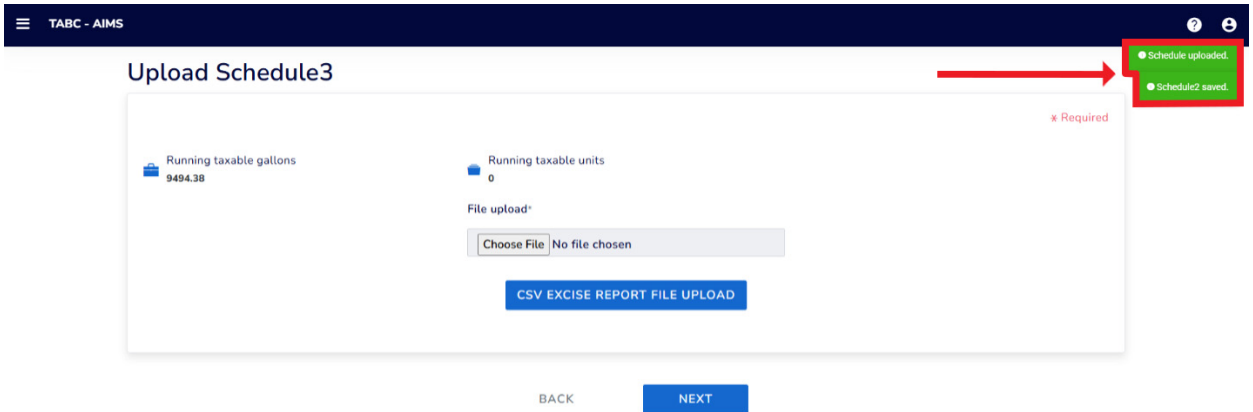 TABC - AIMS
Schedule uploaded.
Schedule2 saved.
Upload Schedule3
* Required
Running taxable gallons
9494.38
Running taxable units
0
File upload*
Choose File No file chosen
CSV EXCISE REPORT FILE UPLOAD
BACK
NEXT